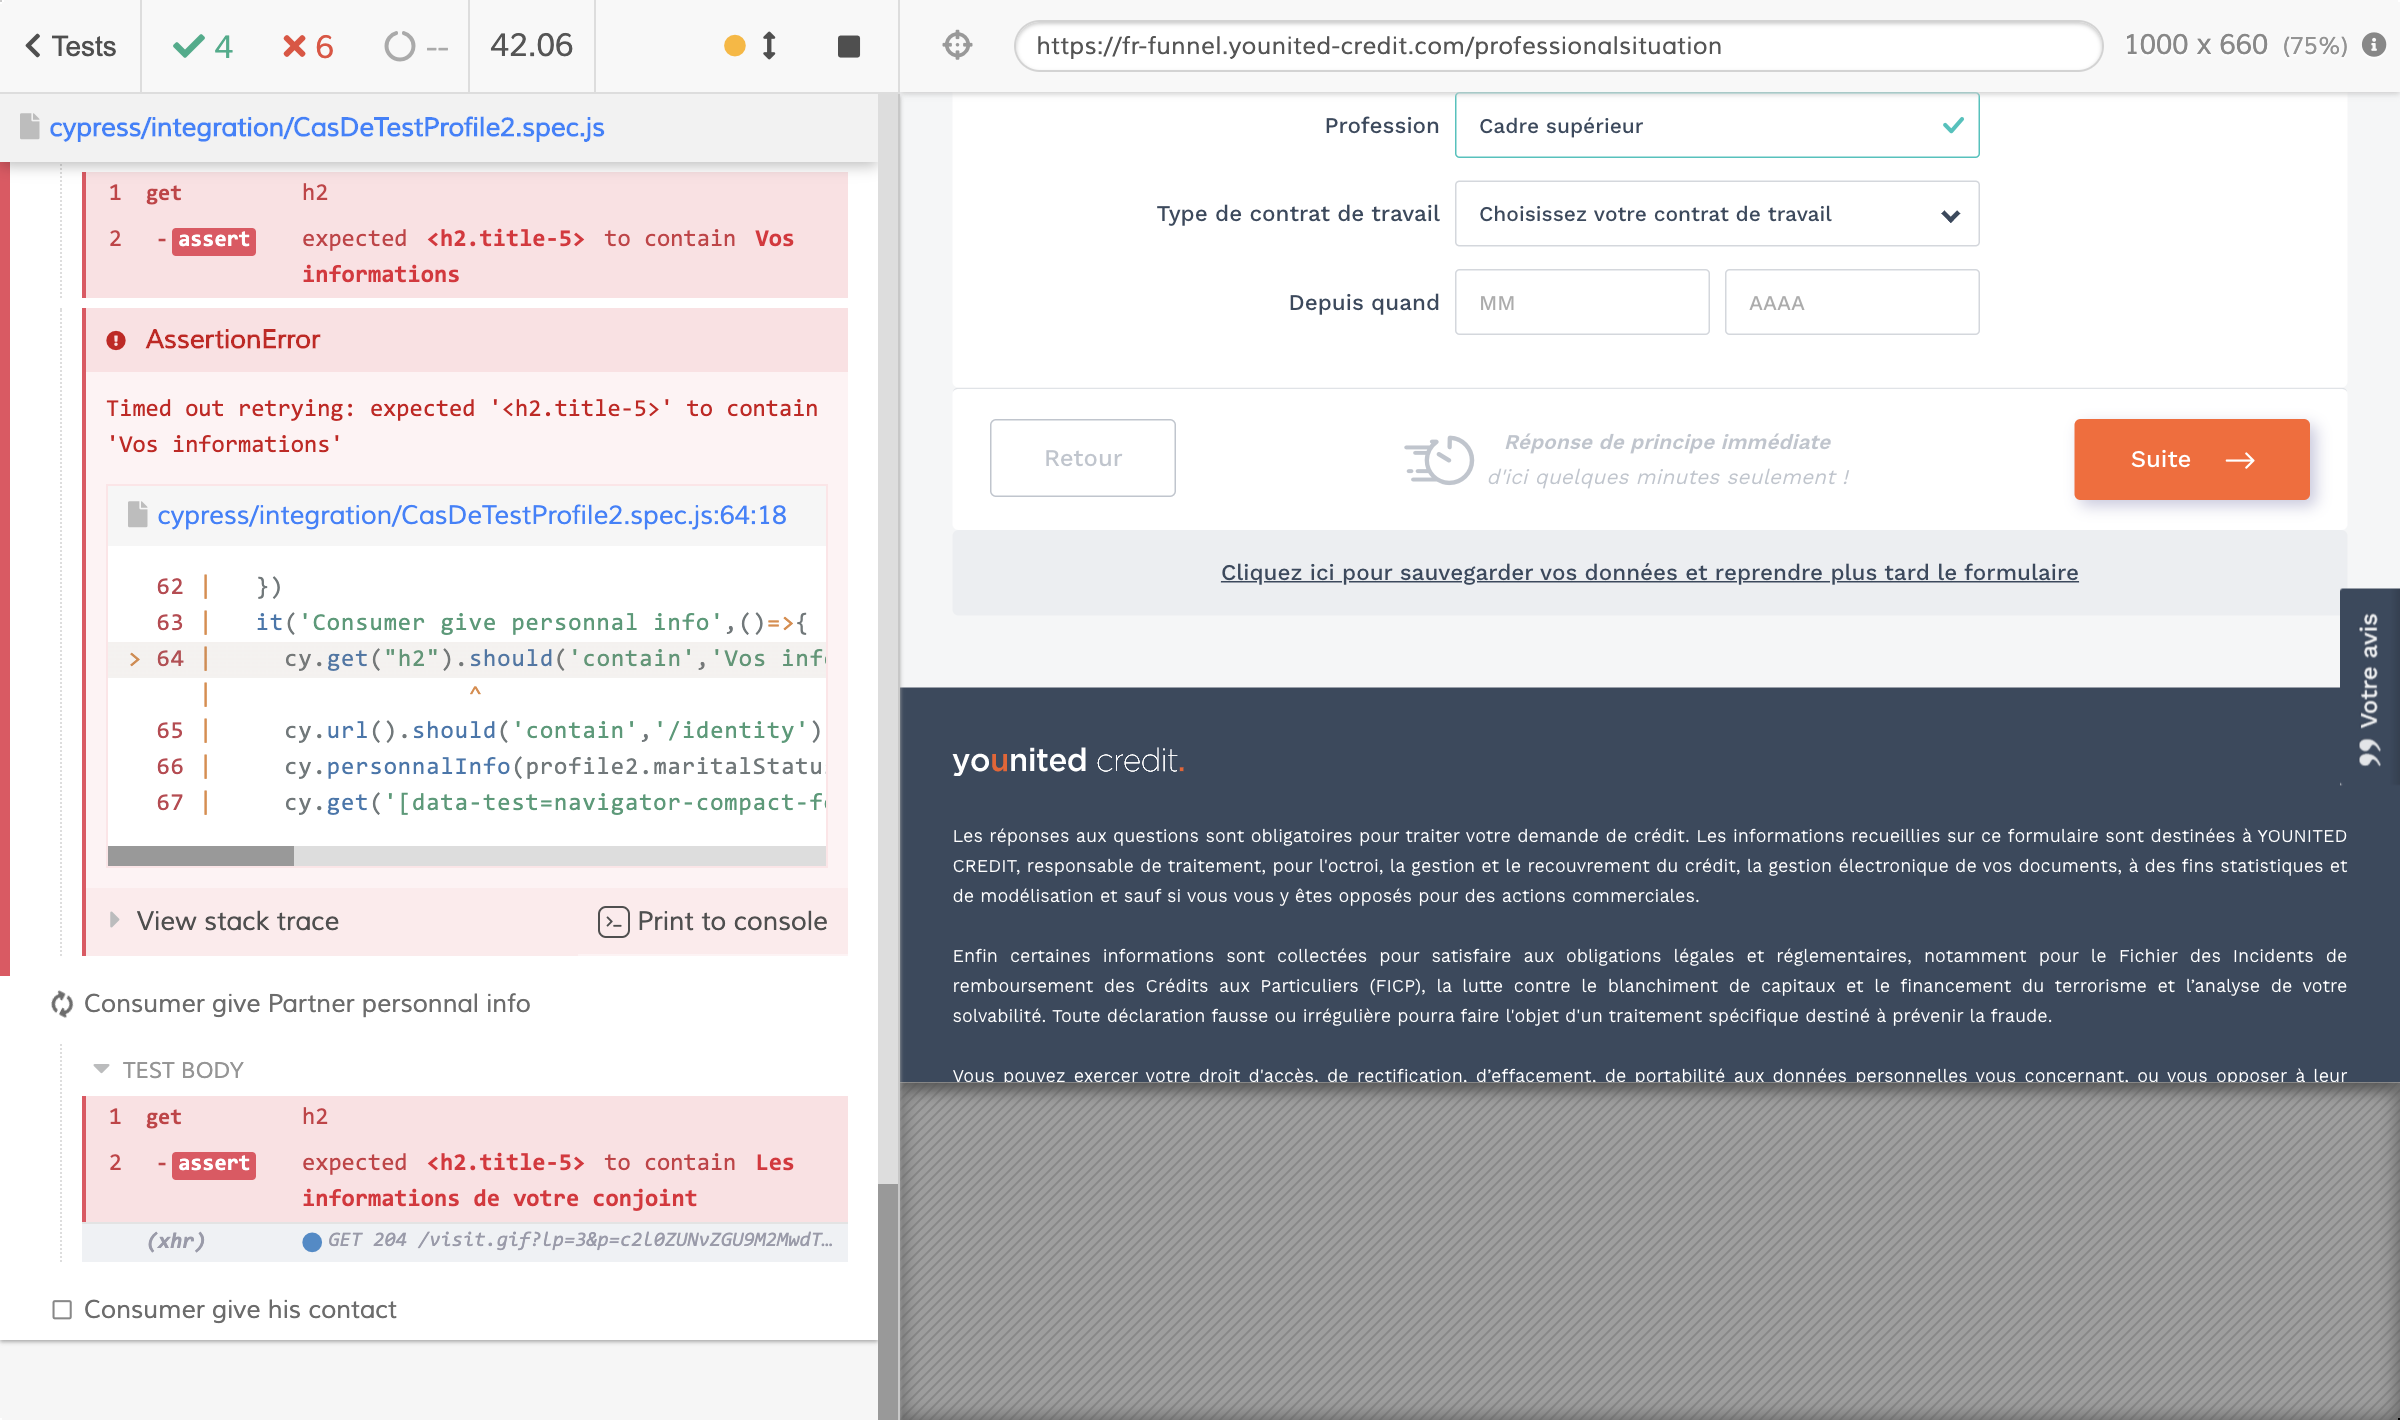 Tests
4
6
--
42.06
https://fr-funnel.younited-credit.com/professionalsituation
1000 x 660 (75%)
cypress/integration/CasDeTestProfile2.spec.js
1 get h2
2 - assert expected <h2.title-5> to contain Vos
informations
AssertionError
Timed out retrying: expected '<h2.title-5>' to contain
'Vos informations'
cypress/integration/CasDeTestProfile2.spec.js:64:18
62 | })
63 | it('Consumer give personnal info',()=>{
> 64 | cy.get("h2").should('contain','Vos inf
| ^
65 | cy.url().should('contain','/identity')
66 | cy.personnalInfo(profile2.maritalStatu
67 | cy.get('[data-test=navigator-compact-f
View stack trace
Print to console
Consumer give Partner personnal info
TEST BODY
1 get h2
2 - assert expected <h2.title-5> to contain Les
informations de votre conjoint
(xhr) GET 204 /visit.gif?lp=3&p=c2l0ZUNvZGU9M2MwdT…
Consumer give his contact
Profession
Cadre supérieur
Type de contrat de travail
Choisissez votre contrat de travail
Depuis quand
MM
AAAA
Retour
Réponse de principe immédiate
d'ici quelques minutes seulement !
Suite
Cliquez ici pour sauvegarder vos données et reprendre plus tard le formulaire
Votre avis
younited credit.
Les réponses aux questions sont obligatoires pour traiter votre demande de crédit. Les informations recueillies sur ce formulaire sont destinées à YOUNITED
CREDIT, responsable de traitement, pour l'octroi, la gestion et le recouvrement du crédit, la gestion électronique de vos documents, à des fins statistiques et
de modélisation et sauf si vous vous y êtes opposés pour des actions commerciales.
Enfin certaines informations sont collectées pour satisfaire aux obligations légales et réglementaires, notamment pour le Fichier des Incidents de
remboursement des Crédits aux Particuliers (FICP), la lutte contre le blanchiment de capitaux et le financement du terrorisme et l’analyse de votre
solvabilité. Toute déclaration fausse ou irrégulière pourra faire l'objet d'un traitement spécifique destiné à prévenir la fraude.
Vous pouvez exercer votre droit d'accès, de rectification, d’effacement, de portabilité aux données personnelles vous concernant, ou vous opposer à leur